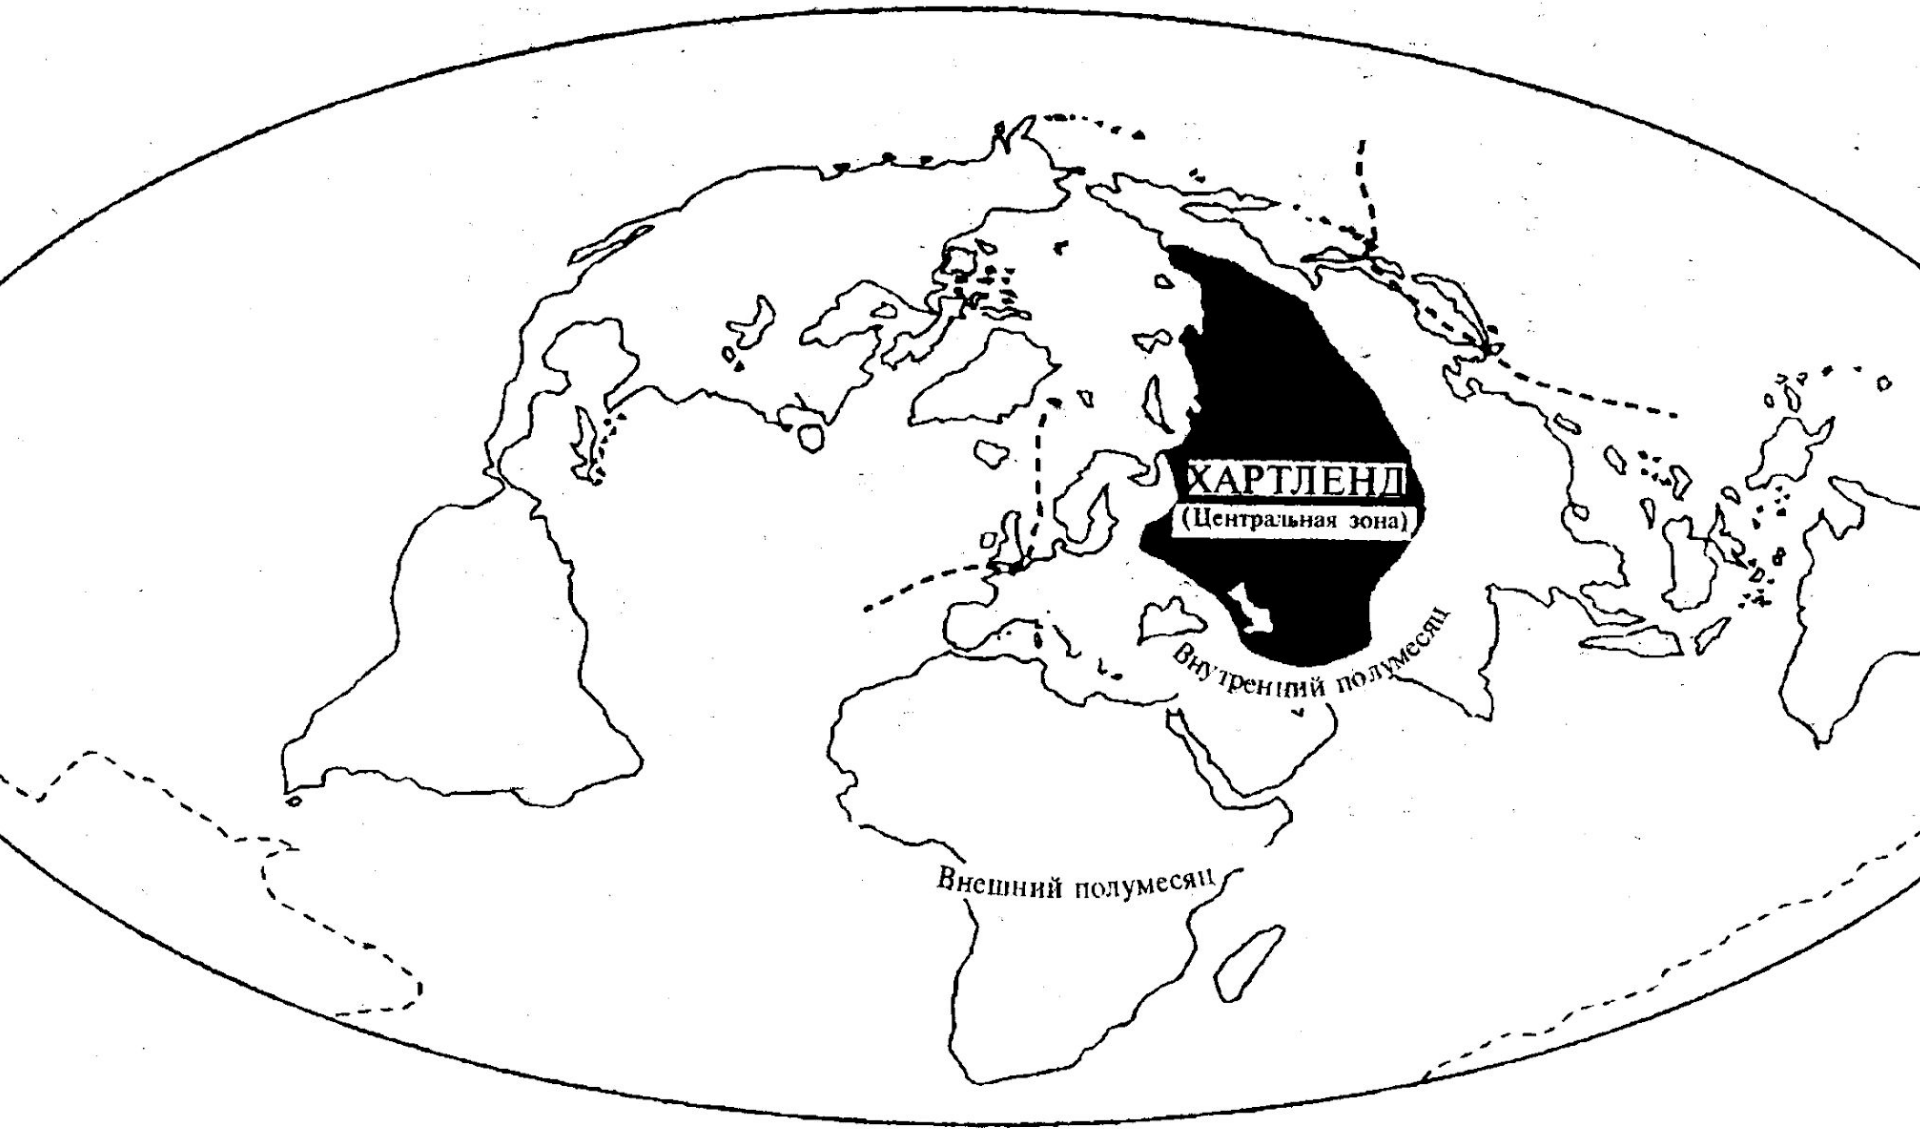 ХАРТЛЕНД
(Центральная зона)
Внутренний полумесяц
Внешний полумесяц